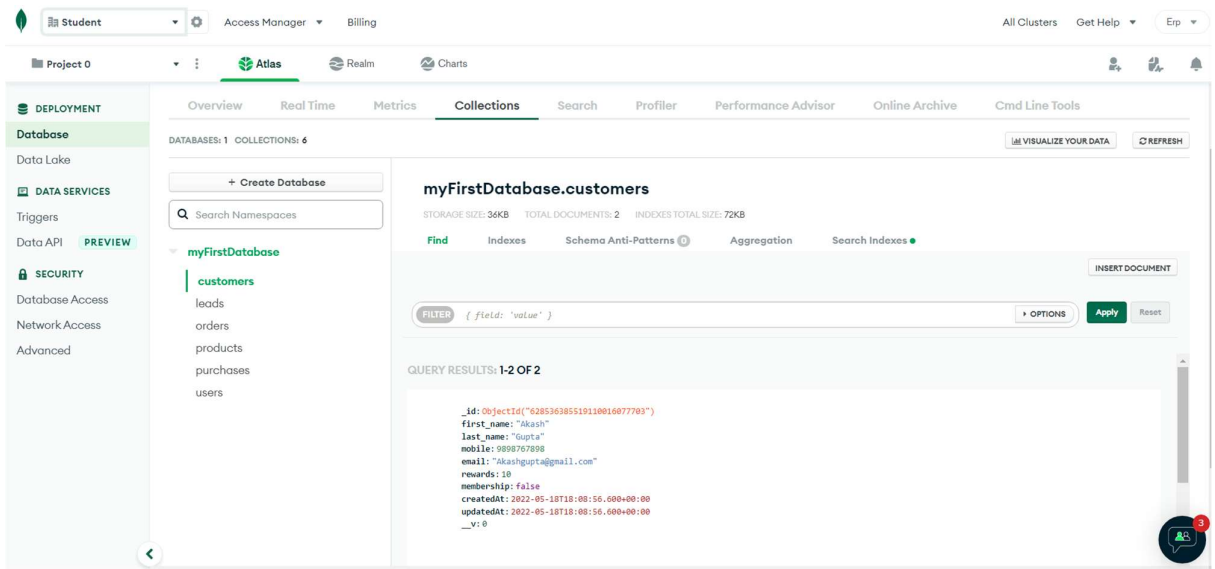 Student Access Manager Billing All Clusters Get Help Erp
Project 0 Atlas Realm Charts
DEPLOYMENT
Database
Data Lake
DATA SERVICES
Triggers
Data API PREVIEW
SECURITY
Database Access
Network Access
Advanced
Overview Real Time Metrics Collections Search Profiler Performance Advisor Online Archive Cmd Line Tools
DATABASES: 1 COLLECTIONS: 6
VISUALIZE YOUR DATA REFRESH
+ Create Database
Search Namespaces
myFirstDatabase
customers
leads
orders
products
purchases
users
myFirstDatabase.customers
STORAGE SIZE: 36KB TOTAL DOCUMENTS: 2 INDEXES TOTAL SIZE: 72KB
Find Indexes Schema Anti-Patterns 0 Aggregation Search Indexes
INSERT DOCUMENT
FILTER { field: 'value' } OPTIONS Apply Reset
QUERY RESULTS: 1-2 OF 2
_id: ObjectId("628536385519110016077703")
first_name: "Akash"
last_name: "Gupta"
mobile: 9898767898
email: "Akashgupta@gmail.com"
rewards: 10
membership: false
createdAt: 2022-05-18T18:08:56.600+00:00
updatedAt: 2022-05-18T18:08:56.600+00:00
__v: 0
3